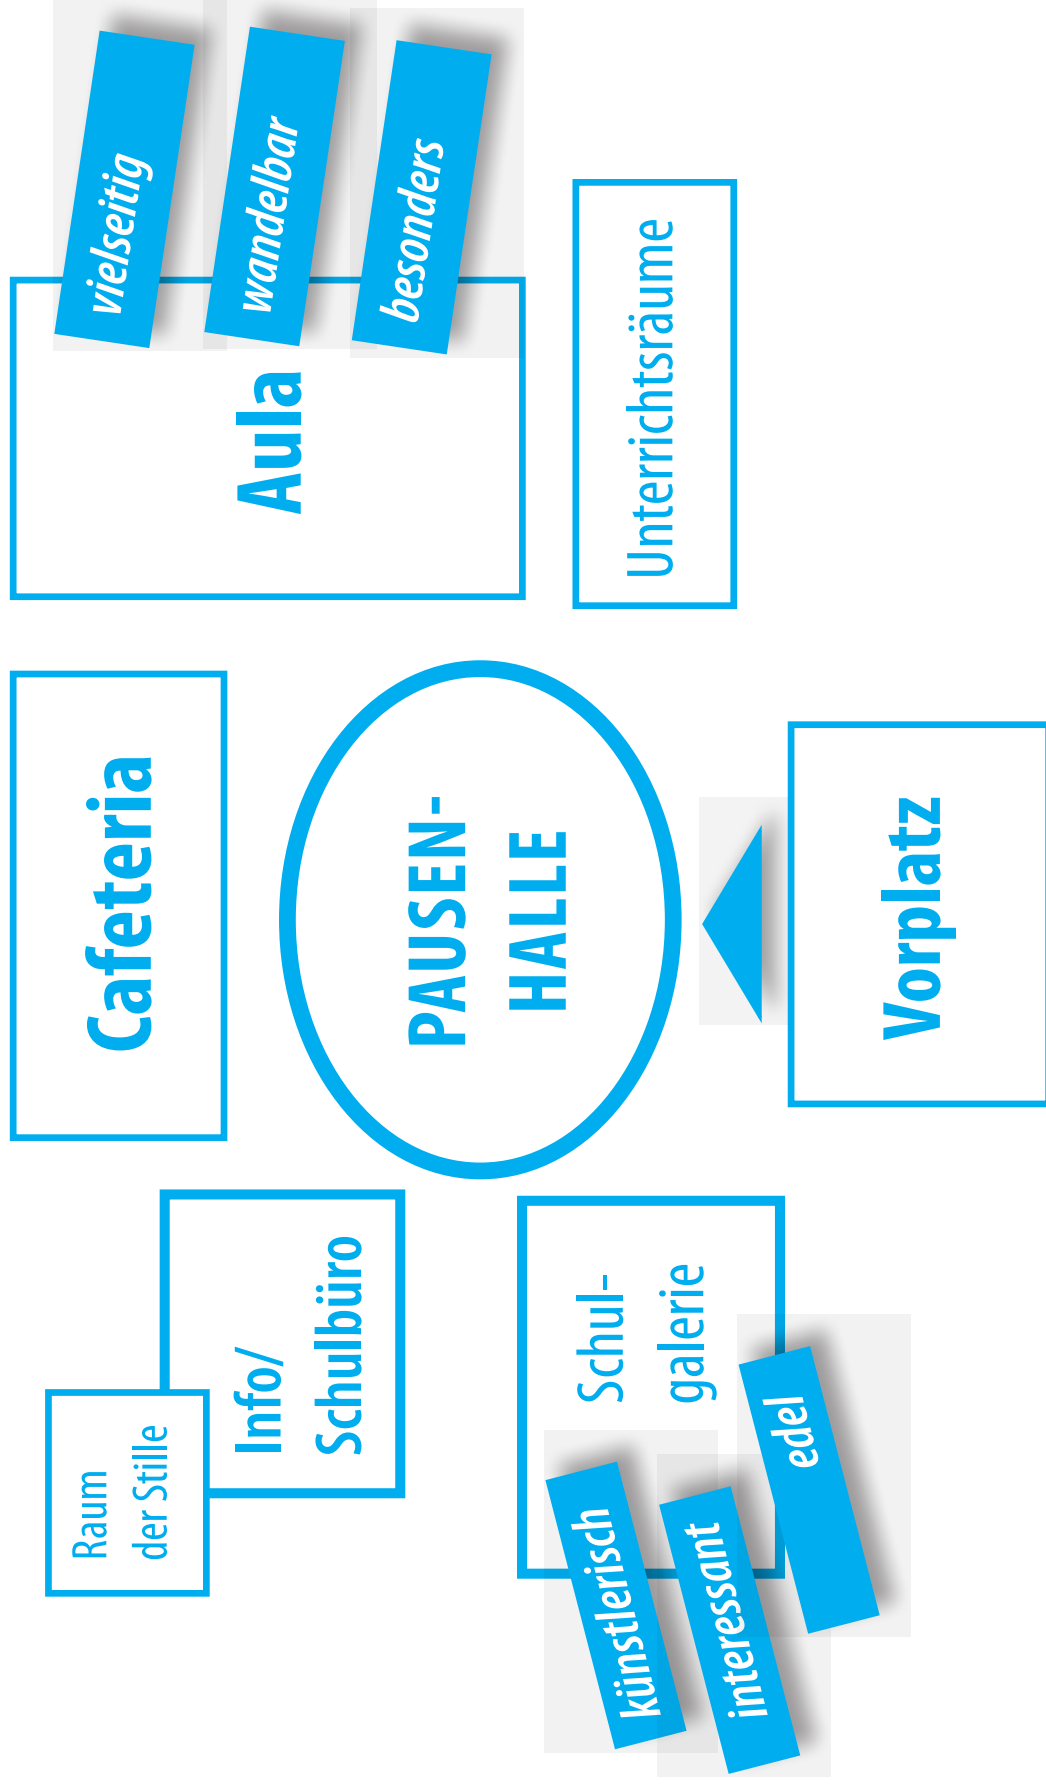 Raum
der Stille
Info/
Schulbüro
Cafeteria
Aula
vielseitig
wandelbar
besonders
PAUSEN-
HALLE
Schul-
galerie
künstlerisch
interessant
edel
Unterrichtsräume
Vorplatz